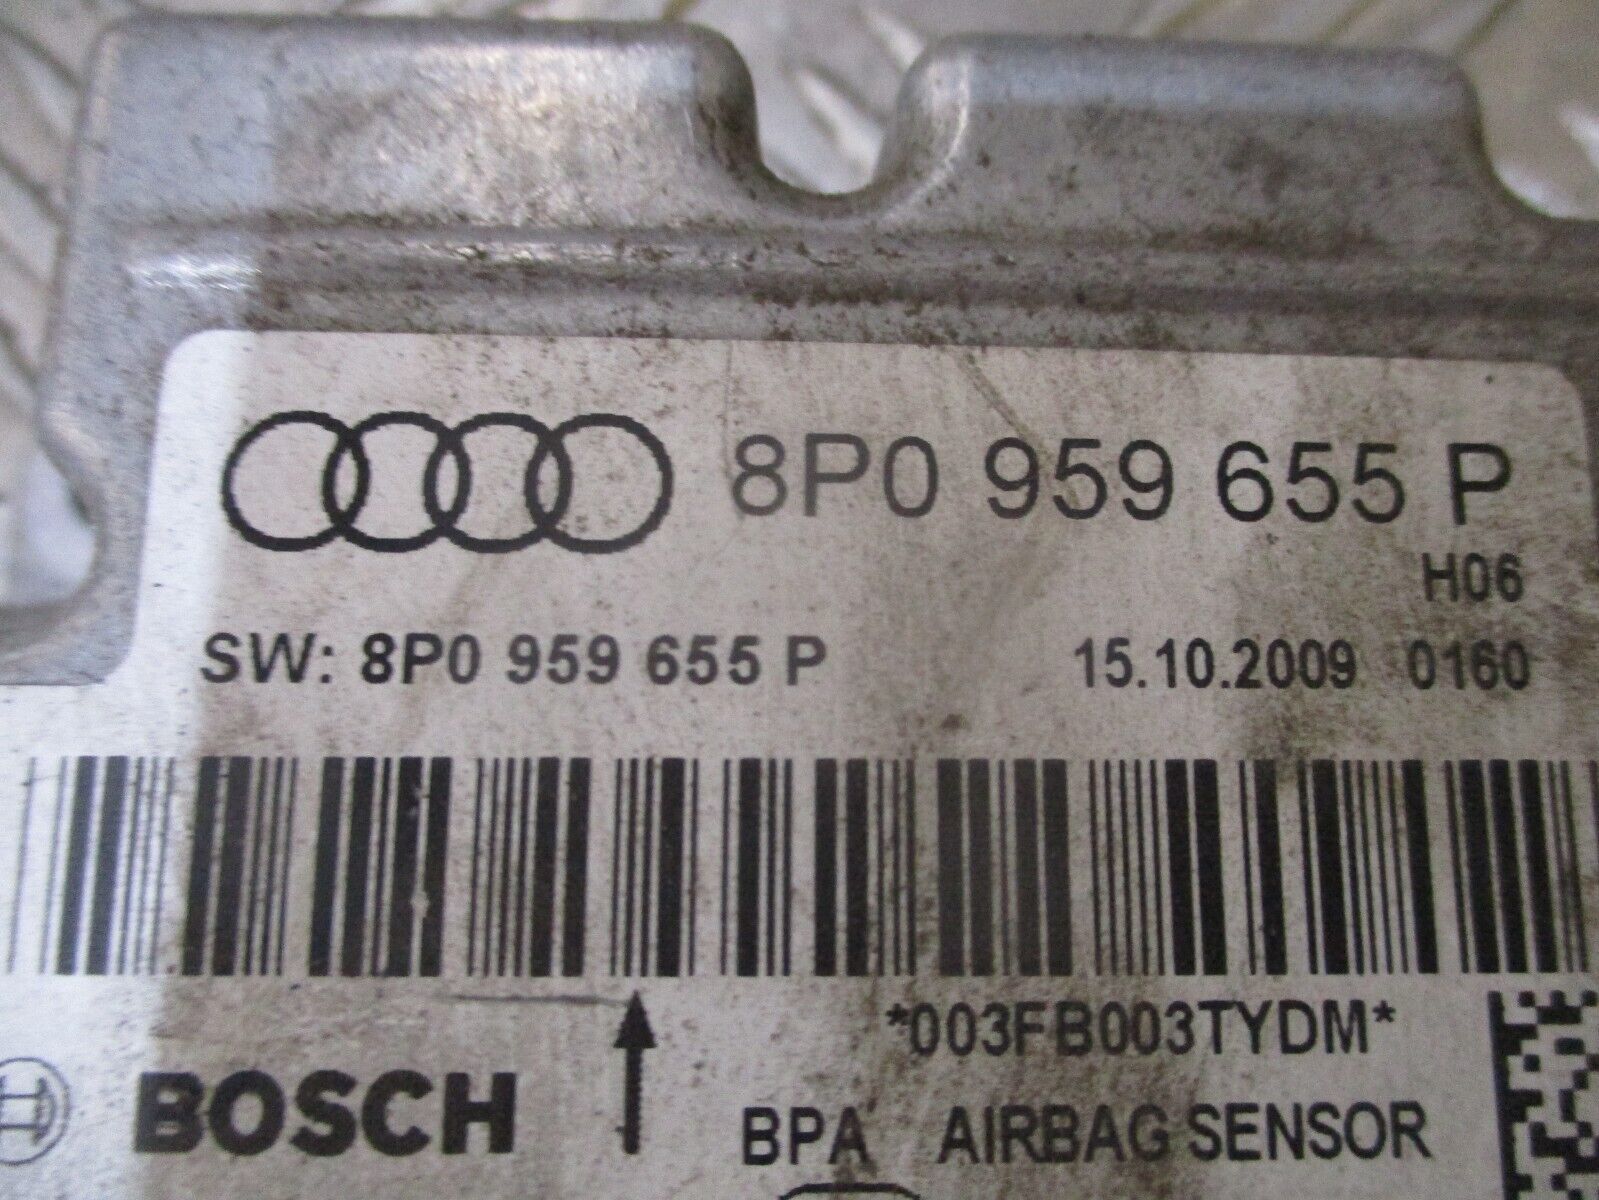 8P0 959 655 P
H06
SW: 8P0 959 655 P 15.10.2009 0160
*003FB003TYDM*
BOSCH
BPA AIRBAG SENSOR